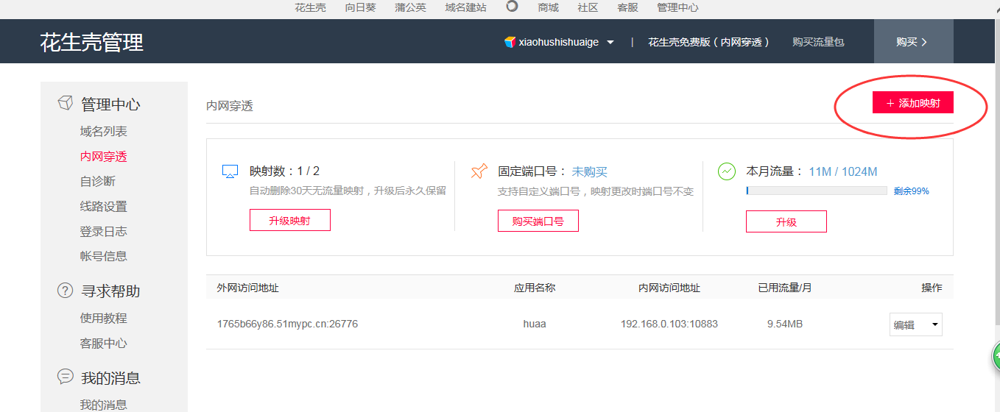 花生壳 向日葵 蒲公英 域名建站 商城 社区 客服 管理中心
花生壳管理 xiaohushishuaige | 花生壳免费版（内网穿透） 购买流量包 购买
管理中心
域名列表
内网穿透
自诊断
线路设置
登录日志
帐号信息
寻求帮助
使用教程
客服中心
我的消息
我的消息
内网穿透
+ 添加映射
映射数：1 / 2
自动删除30天无流量映射，升级后永久保留
升级映射
固定端口号： 未购买
支持自定义端口号，映射更改时端口号不变
购买端口号
本月流量： 11M / 1024M
剩余99%
升级
外网访问地址 应用名称 内网访问地址 已用流量/月 操作
1765b66y86.51mypc.cn:26776 huaa 192.168.0.103:10883 9.54MB 编辑